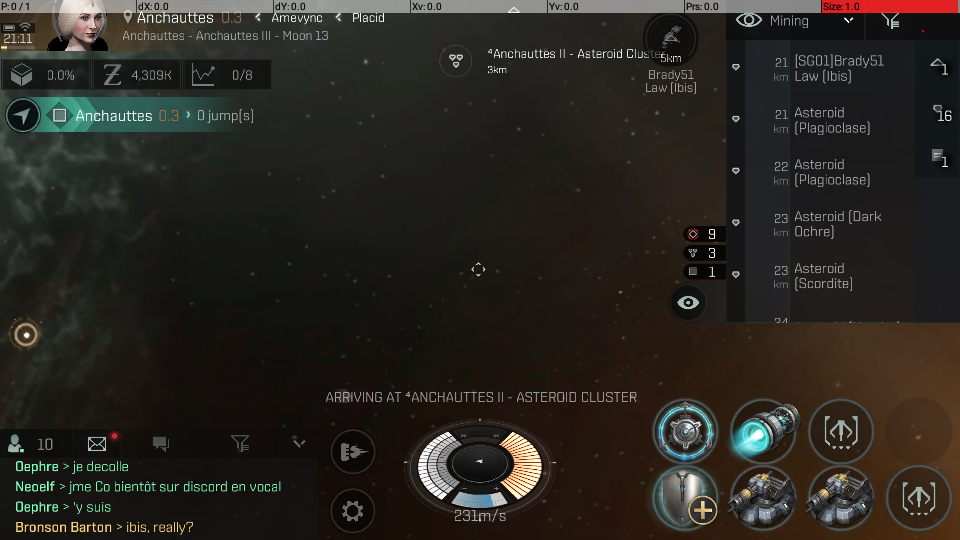 P: 0 / 1 dX: 0.0 dY: 0.0 Xv: 0.0 Yv: 0.0 Prs: 0.0 Size: 1.0
21:11
Anchauttes 0.3 < Amevync < Placid
Anchauttes - Anchauttes III - Moon 13
0.0%
4,309K
0/8
Anchauttes 0.3 > 0 jump(s)
⁴Anchauttes II - Asteroid Cluster
3km
5km
Brady51
Law (Ibis)
Mining
21 km [SG01]Brady51
Law (Ibis)
21 km Asteroid
(Plagioclase)
22 km Asteroid
(Plagioclase)
23 km Asteroid (Dark
Ochre)
23 km Asteroid
(Scordite)
1
16
1
9
3
1
ARRIVING AT ⁴ANCHAUTTES II - ASTEROID CLUSTER
231m/s
10
Oephre > je decolle
Neoelf > jme Co bientôt sur discord en vocal
Oephre > 'y suis
Bronson Barton > ibis, really?